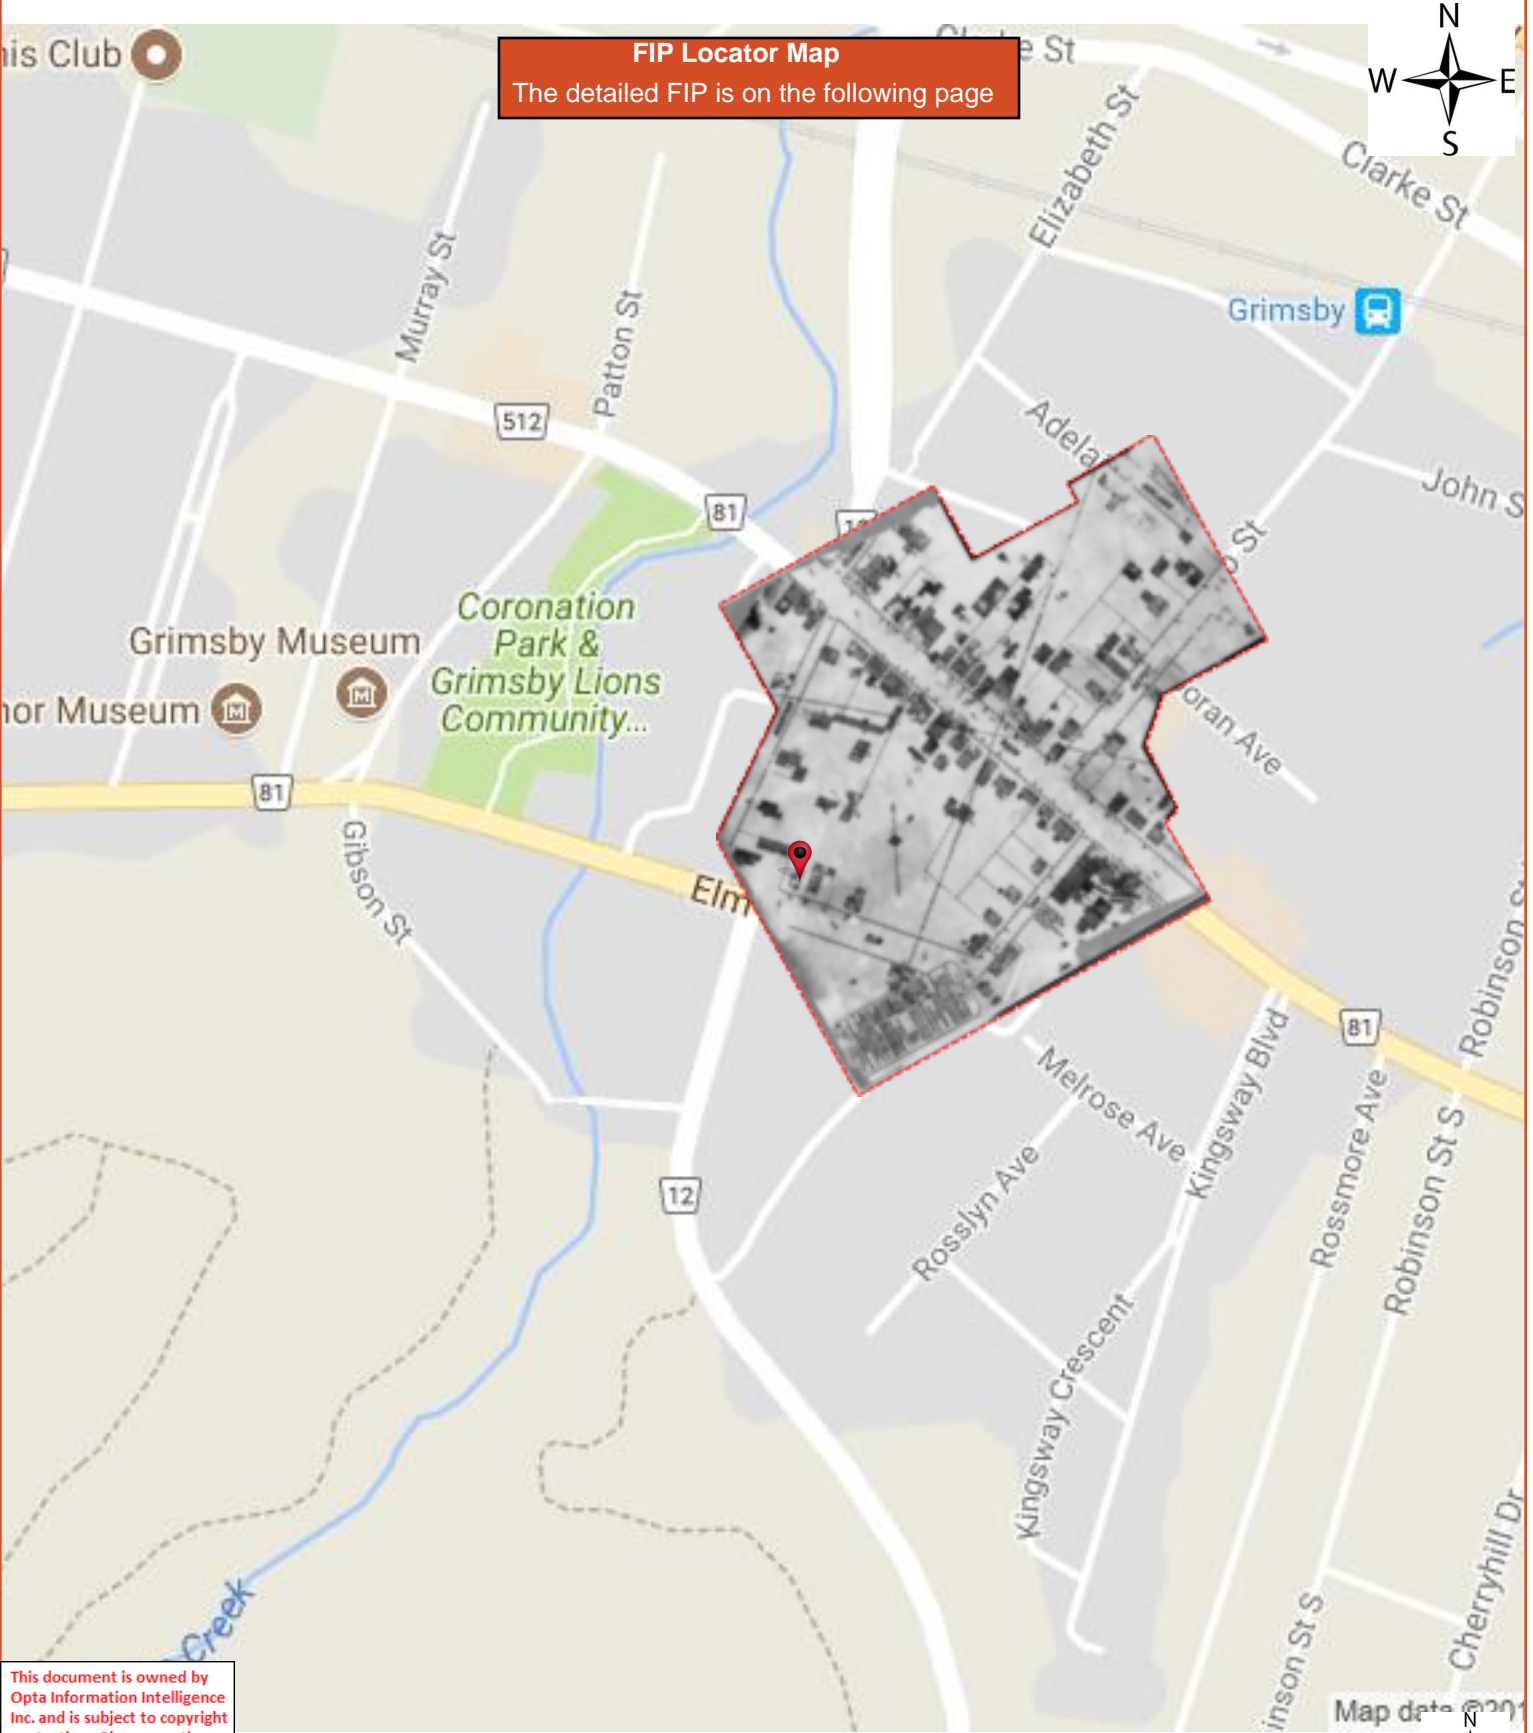 N
W
E
S
FIP Locator Map
The detailed FIP is on the following page
is Club
St
Clarke St
Elizabeth St
Murray St
Patton St
Grimsby
512
81
John S
St
Coronation
Park &
Grimsby Lions
Community...
Grimsby Museum
Museum
oran Ave
81
Gibson St
Elm
81
Robinson St
Melrose Ave
Kingsway Blvd
Rossmore Ave
Robinson St S
12
Rosslyn Ave
Kingsway Crescent
Cherryhill Dr
inson St S
Creek
This document is owned by
Opta Information Intelligence
Inc. and is subject to copyright
Map data
N